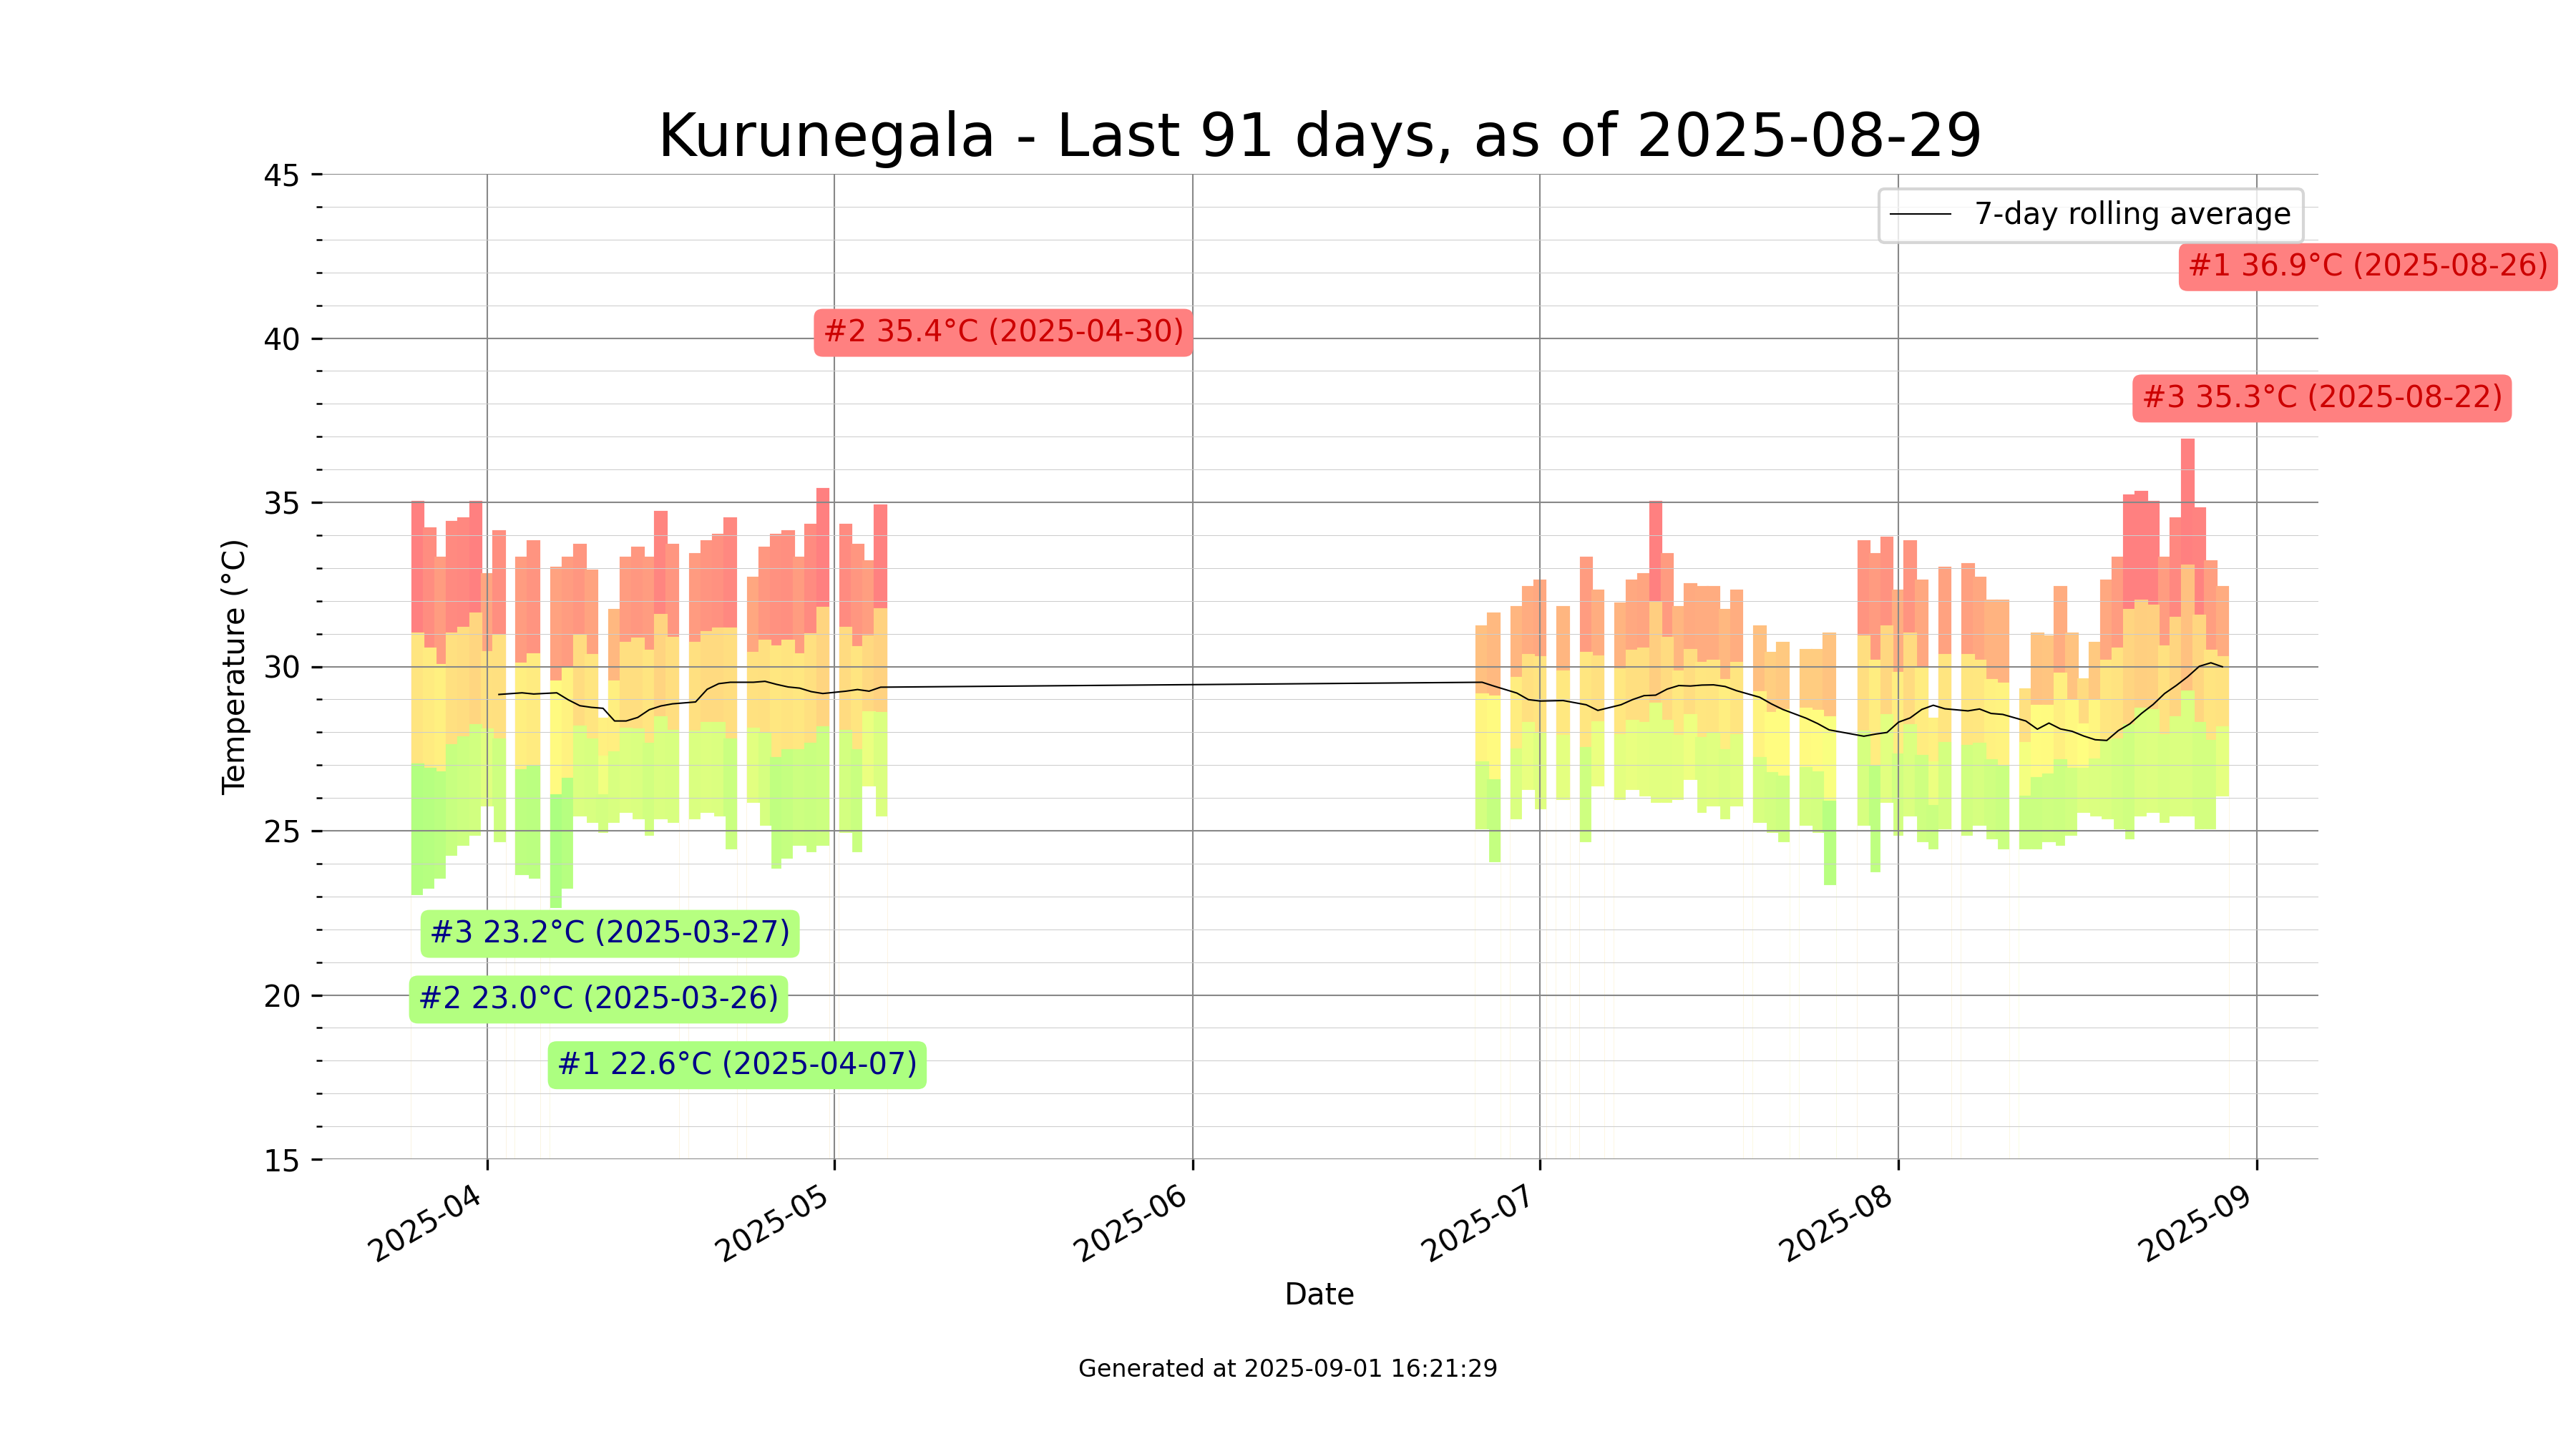 Kurunegala - Last 91 days, as of 2025-08-29
45
40
35
30
25
20
15
Temperature (°C)
7-day rolling average
#1 36.9°C (2025-08-26)
#2 35.4°C (2025-04-30)
#3 35.3°C (2025-08-22)
#3 23.2°C (2025-03-27)
#2 23.0°C (2025-03-26)
#1 22.6°C (2025-04-07)
2025-04
2025-05
2025-06
2025-07
2025-08
2025-09
Date
Generated at 2025-09-01 16:21:29